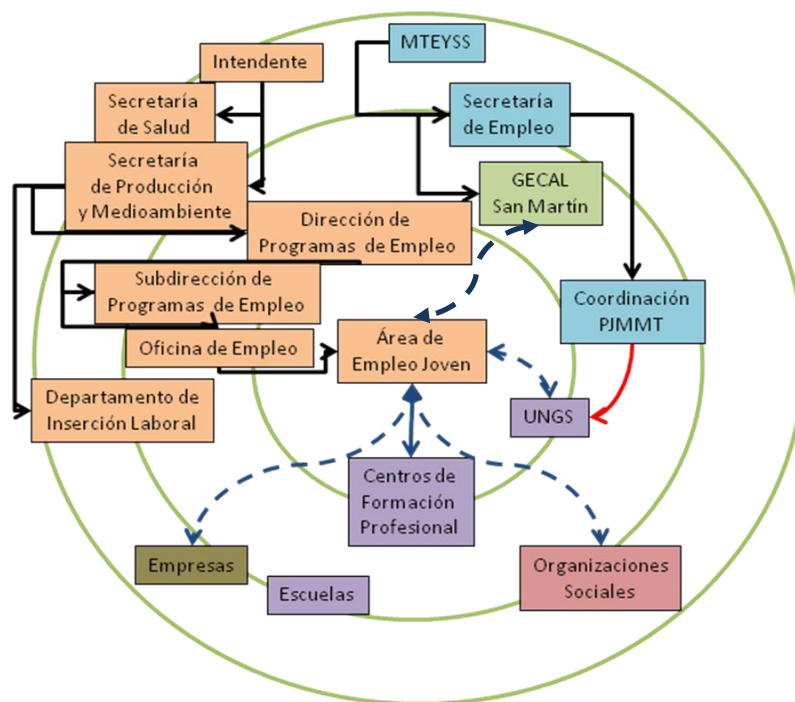 MTEYSS
Intendente
Secretaría
de Salud
Secretaría
de Empleo
Secretaría
de Producción
y Medioambiente
GECAL
San Martín
Dirección de
Programas de Empleo
Subdirección de
Programas de Empleo
Coordinación
PJMMT
Oficina de Empleo
Área de
Empleo Joven
Departamento de
Inserción Laboral
UNGS
Centros de
Formación
Profesional
Empresas
Organizaciones
Sociales
Escuelas